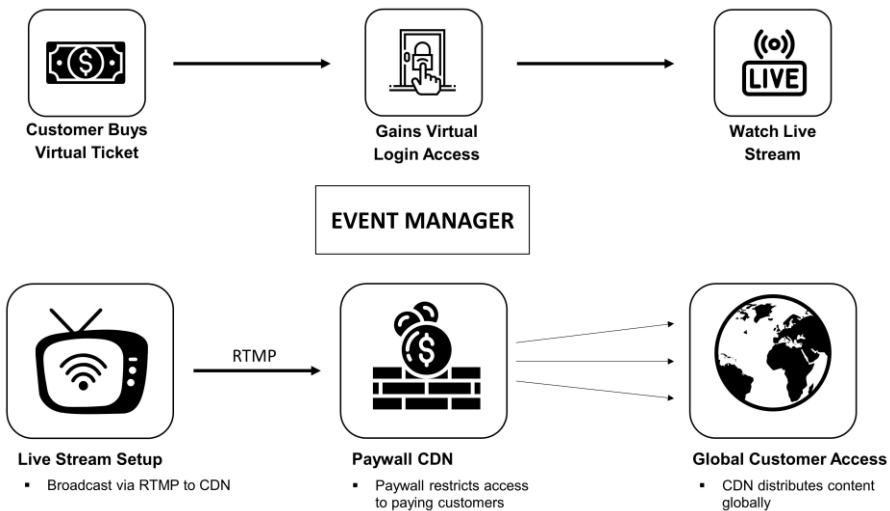 LIVE
Customer Buys
Virtual Ticket
Gains Virtual
Login Access
Watch Live
Stream
EVENT MANAGER
RTMP
Live Stream Setup
▪ Broadcast via RTMP to CDN
Paywall CDN
▪ Paywall restricts access
to paying customers
Global Customer Access
▪ CDN distributes content
globally